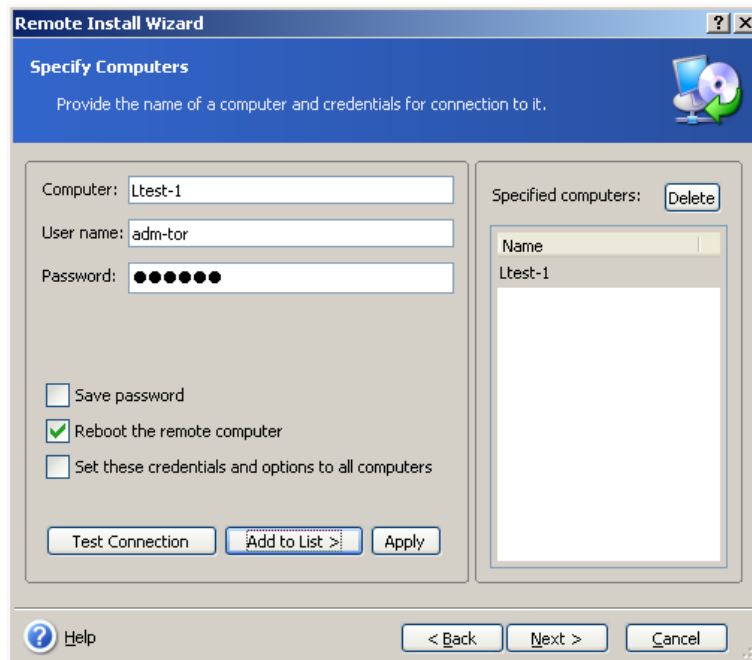 Remote Install Wizard
Specify Computers
Provide the name of a computer and credentials for connection to it.
Computer: Ltest-1
User name: adm-tor
Password: ●●●●●●
Save password
Reboot the remote computer
Set these credentials and options to all computers
Test Connection Add to List > Apply
Specified computers: Delete
Name
Ltest-1
Help < Back Next > Cancel